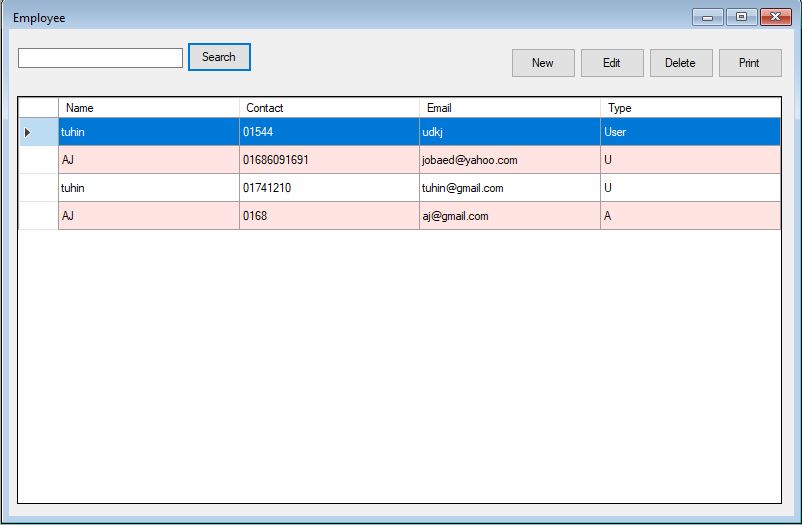 Employee
Search New Edit Delete Print
Name Contact Email Type
tuhin 01544 udkj User
AJ 01686091691 jobaed@yahoo.com U
tuhin 01741210 tuhin@gmail.com U
AJ 0168 aj@gmail.com A